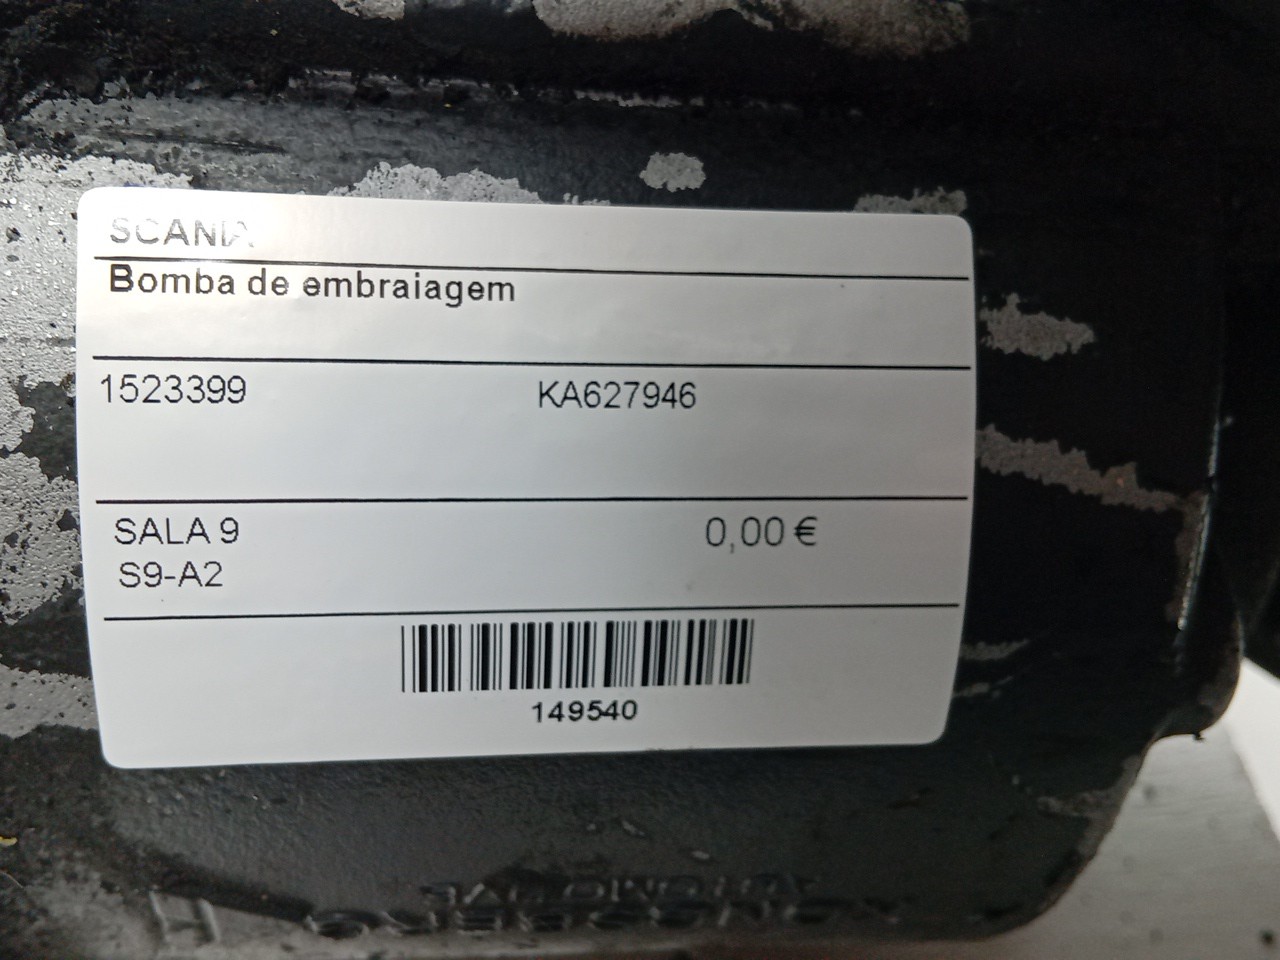 SCANIA
Bomba de embraiagem
1523399 KA627946
SALA 9 0,00 €
S9-A2
149540